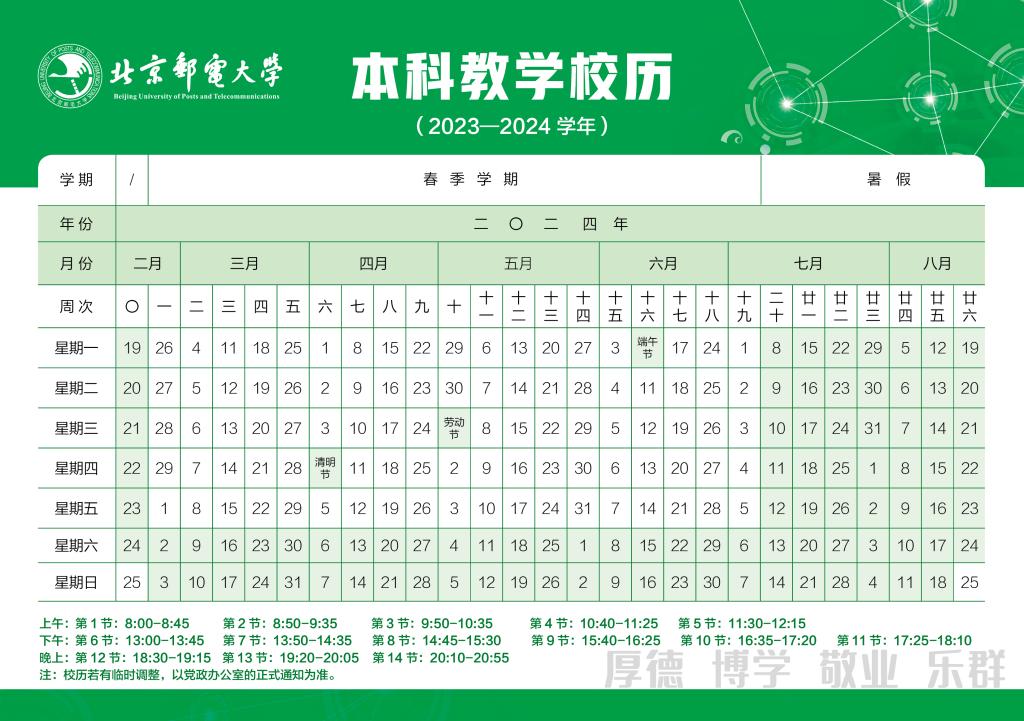 北京郵電大學
Beijing University of Posts and Telecommunications
本科教学校历
（2023—2024 学年）
学期 / 春季学期 暑假
年份 二〇二四年
月份 二月 三月 四月 五月 六月 七月 八月
周次 〇 一 二 三 四 五 六 七 八 九 十 十一 十二 十三 十四 十五 十六 十七 十八 十九 二十 廿一 廿二 廿三 廿四 廿五 廿六
星期一 19 26 4 11 18 25 1 8 15 22 29 6 13 20 27 3 端午节 17 24 1 8 15 22 29 5 12 19
星期二 20 27 5 12 19 26 2 9 16 23 30 7 14 21 28 4 11 18 25 2 9 16 23 30 6 13 20
星期三 21 28 6 13 20 27 3 10 17 24 劳动节 8 15 22 29 5 12 19 26 3 10 17 24 31 7 14 21
星期四 22 29 7 14 21 28 清明节 11 18 25 2 9 16 23 30 6 13 20 27 4 11 18 25 1 8 15 22
星期五 23 1 8 15 22 29 5 12 19 26 3 10 17 24 31 7 14 21 28 5 12 19 26 2 9 16 23
星期六 24 2 9 16 23 30 6 13 20 27 4 11 18 25 1 8 15 22 29 6 13 20 27 3 10 17 24
星期日 25 3 10 17 24 31 7 14 21 28 5 12 19 26 2 9 16 23 30 7 14 21 28 4 11 18 25
上午：第 1 节：8:00-8:45 第 2 节：8:50-9:35 第 3 节：9:50-10:35 第 4 节：10:40-11:25 第 5 节：11:30-12:15
下午：第 6 节：13:00-13:45 第 7 节：13:50-14:35 第 8 节：14:45-15:30 第 9 节：15:40-16:25 第 10 节：16:35-17:20 第 11 节：17:25-18:10
晚上：第 12 节：18:30-19:15 第 13 节：19:20-20:05 第 14 节：20:10-20:55
注：校历若有临时调整，以党政办公室的正式通知为准。
厚德 博学 敬业 乐群